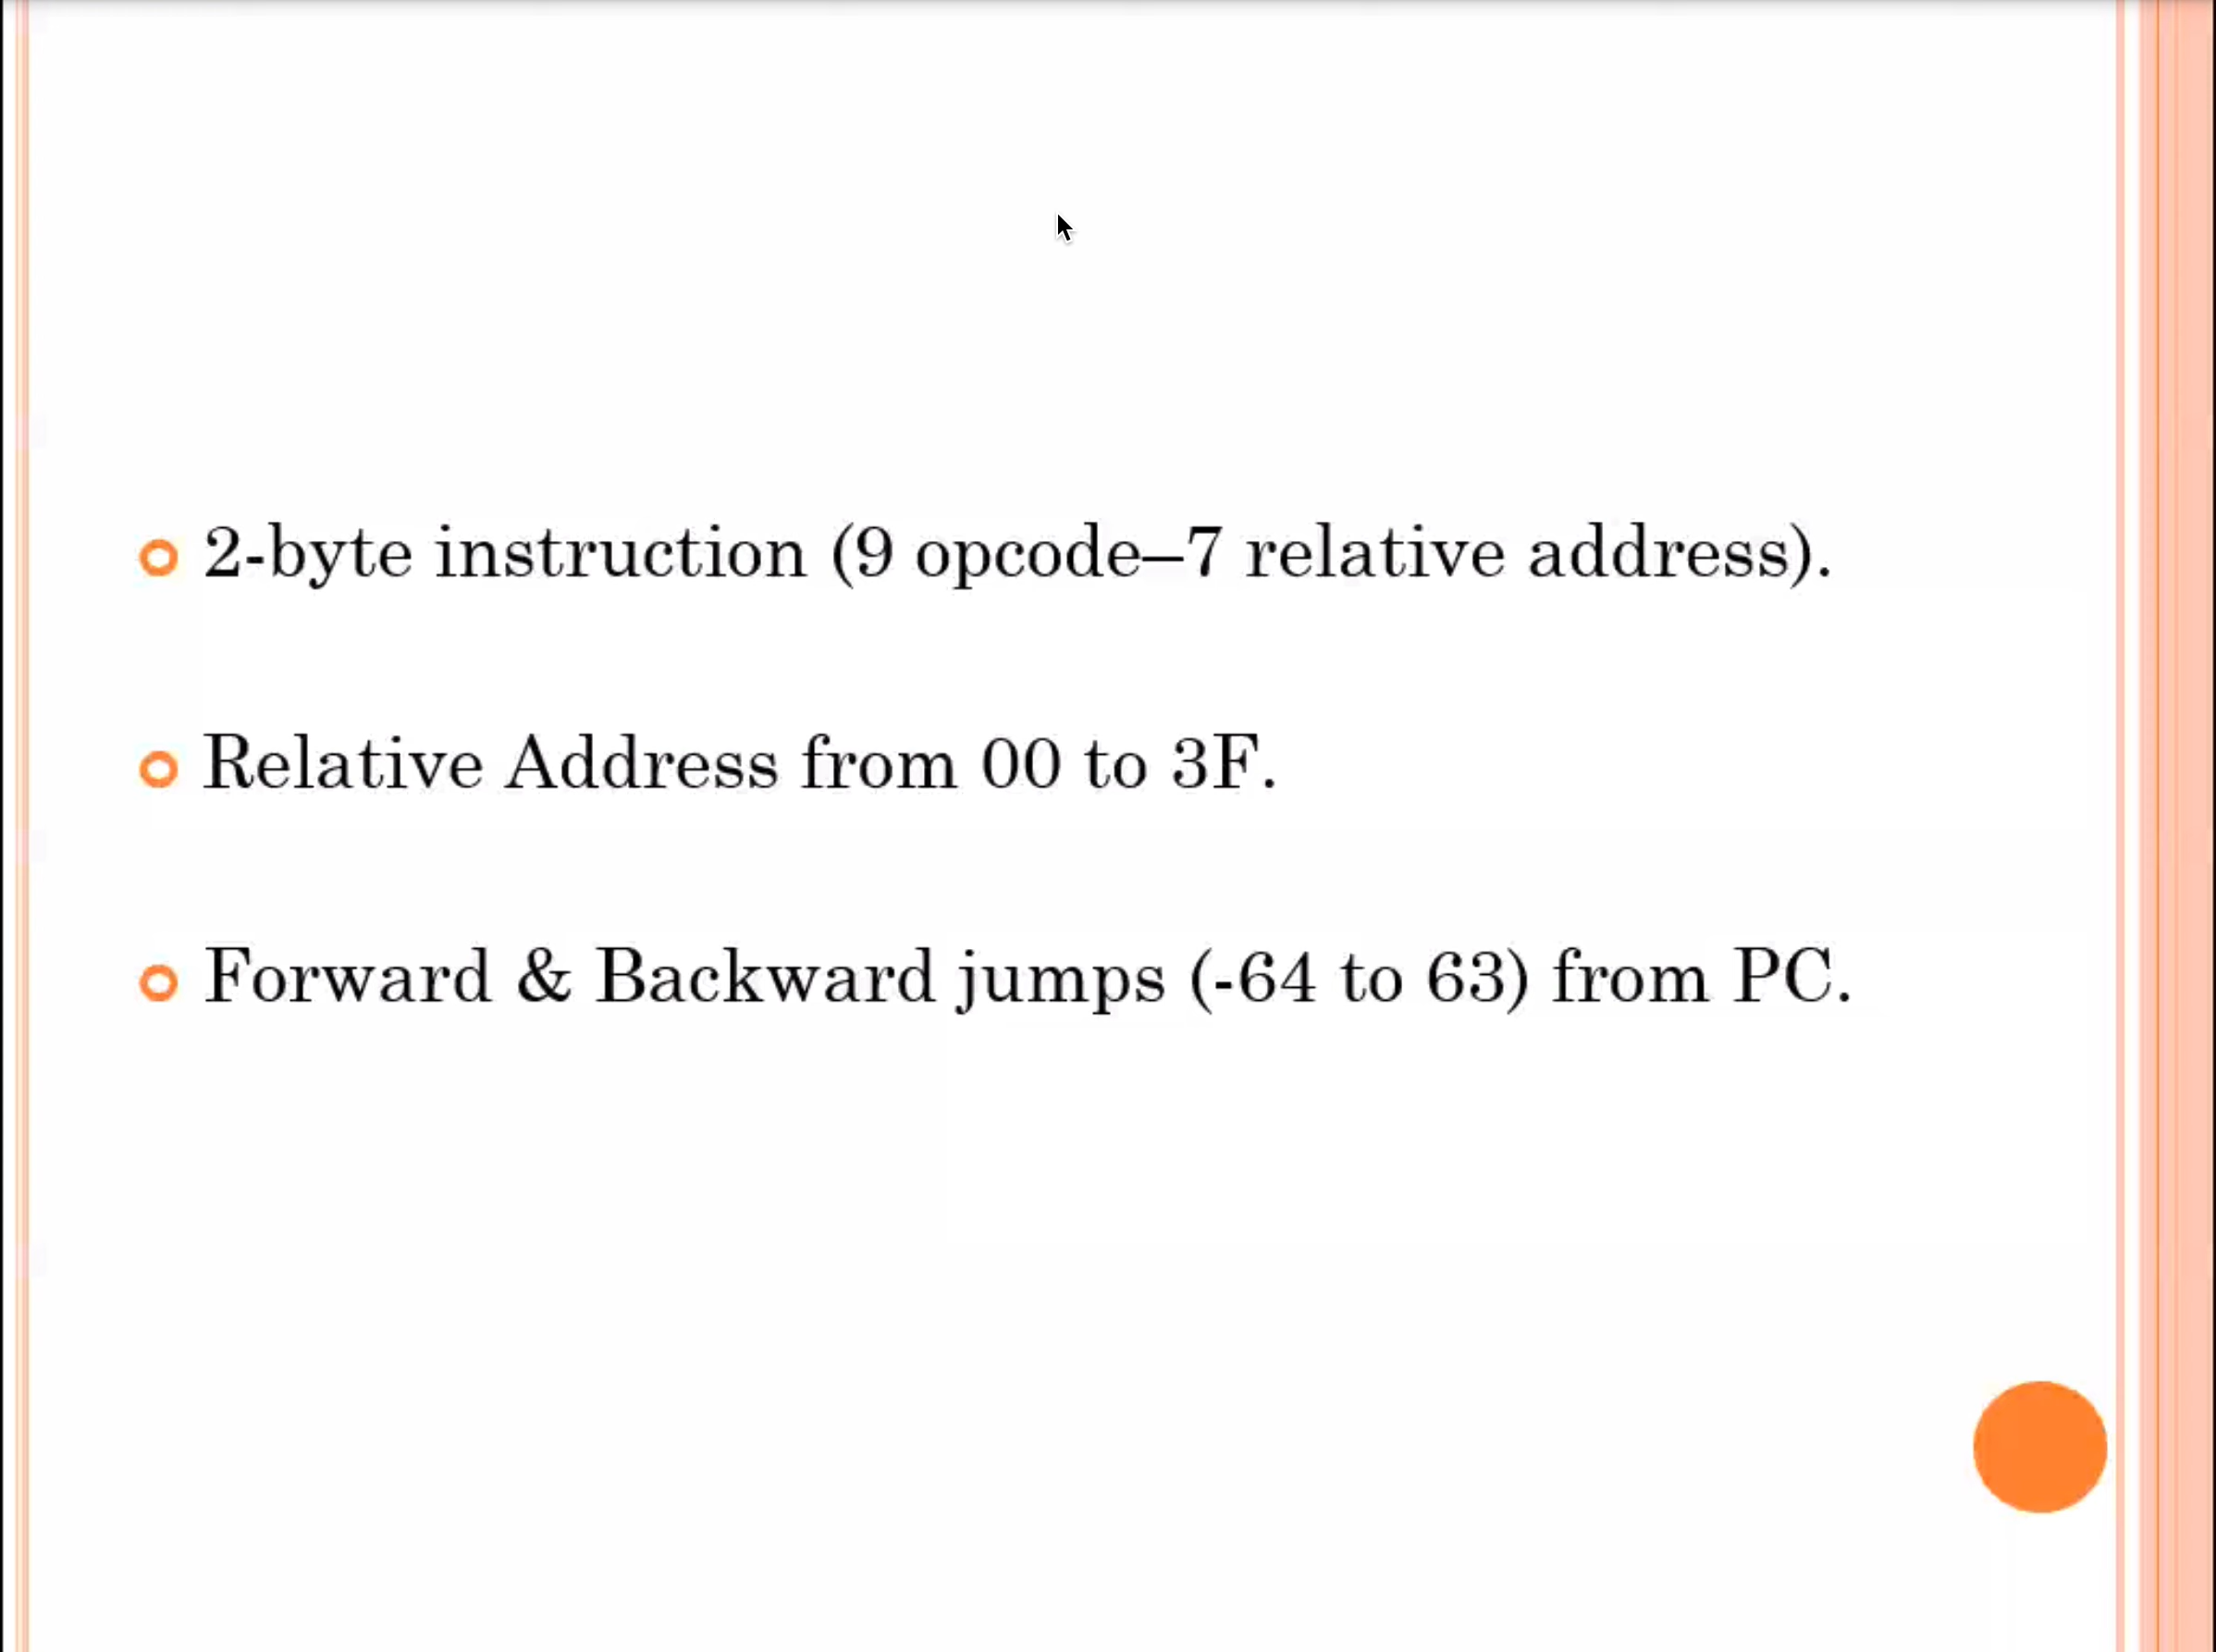 2-byte instruction (9 opcode–7 relative address).
Relative Address from 00 to 3F.
Forward & Backward jumps (-64 to 63) from PC.